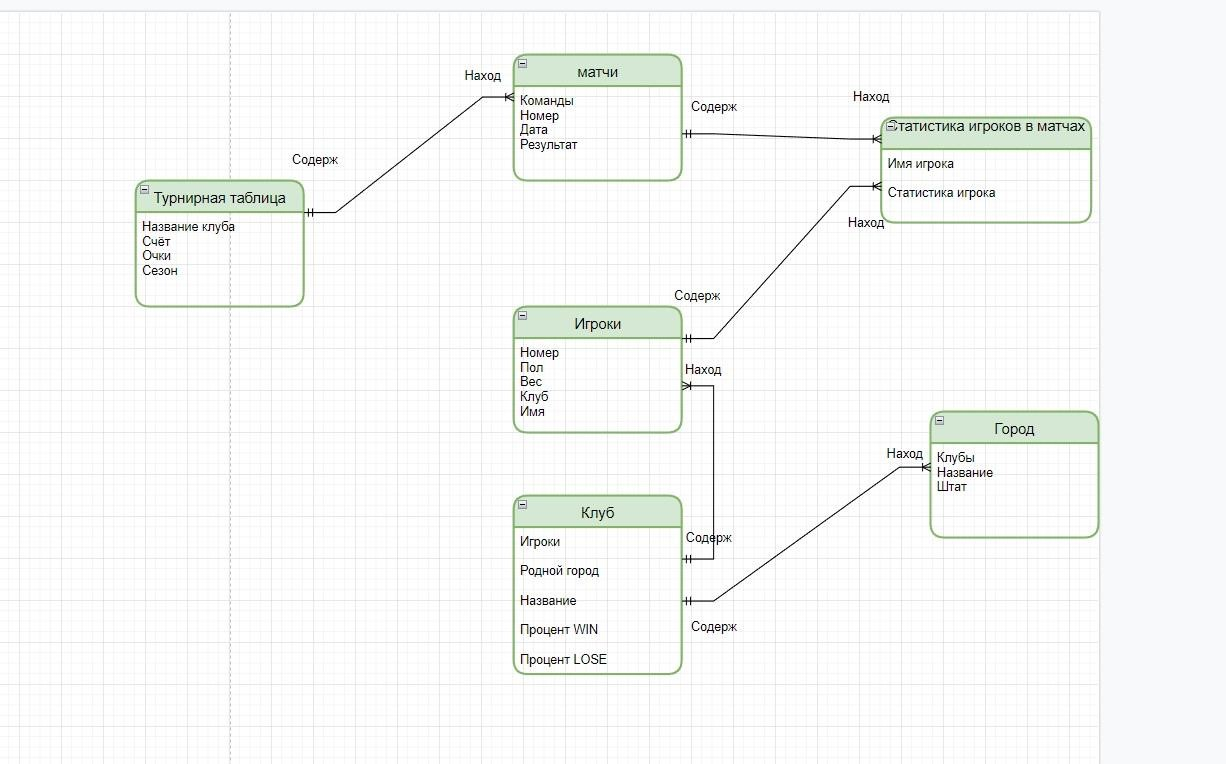 Наход
матчи
Команды
Номер
Дата
Результат
Содерж
Наход
Статистика игроков в матчах
Имя игрока
Статистика игрока
Наход
Содерж
Турнирная таблица
Название клуба
Счёт
Очки
Сезон
Содерж
Игроки
Номер
Пол
Вес
Клуб
Имя
Наход
Наход
Город
Клубы
Название
Штат
Клуб
Игроки
Родной город
Название
Процент WIN
Процент LOSE
Содерж
Содерж